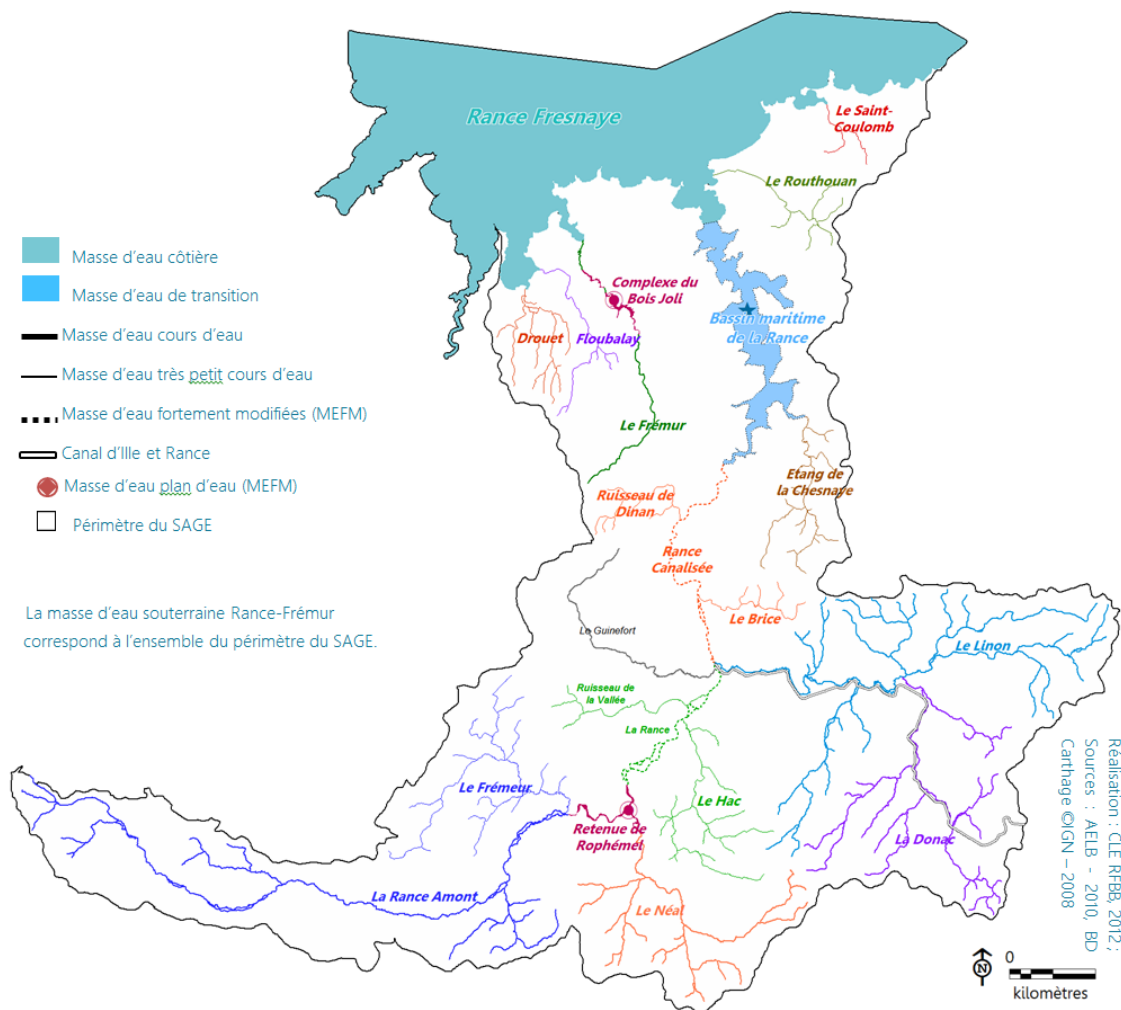 Rance Fresnaye
Le Saint-
Coulomb
Le Routhouan
Masse d'eau côtière
Masse d'eau de transition
Masse d'eau cours d'eau
Masse d'eau très petit cours d'eau
Masse d'eau fortement modifiées (MEFM)
Canal d'Ille et Rance
Masse d'eau plan d'eau (MEFM)
Périmètre du SAGE
La masse d'eau souterraine Rance-Frémur
correspond à l'ensemble du périmètre du SAGE.
Complexe du
Bois Joli
Bassin maritime
de la Rance
Drouet
Floubalay
Le Frémur
Etang de
la Chesnaye
Ruisseau de
Dinan
Rance
Canalisée
Le Brice
Le Guinefort
Le Linon
Ruisseau de
la Vallée
La Rance
Le Frémeur
Le Hac
Retenue de
Rophémel
La Donac
La Rance Amont
Le Néal
Réalisation : CLE RFBB, 2012 ;
Sources : AELB - 2010, BD
Carthage ©IGN – 2008
N
0
kilomètres